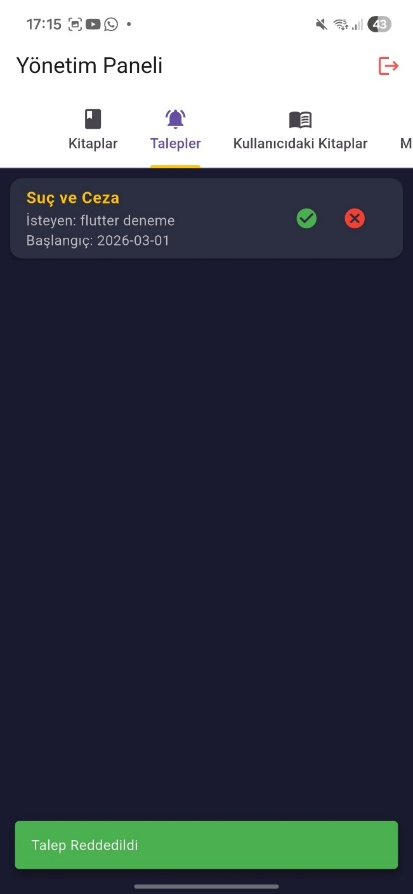 17:15
43
Yönetim Paneli
Kitaplar
Talepler
Kullanıcıdaki Kitaplar
M
Suç ve Ceza
İsteyen: flutter deneme
Başlangıç: 2026-03-01
Talep Reddedildi